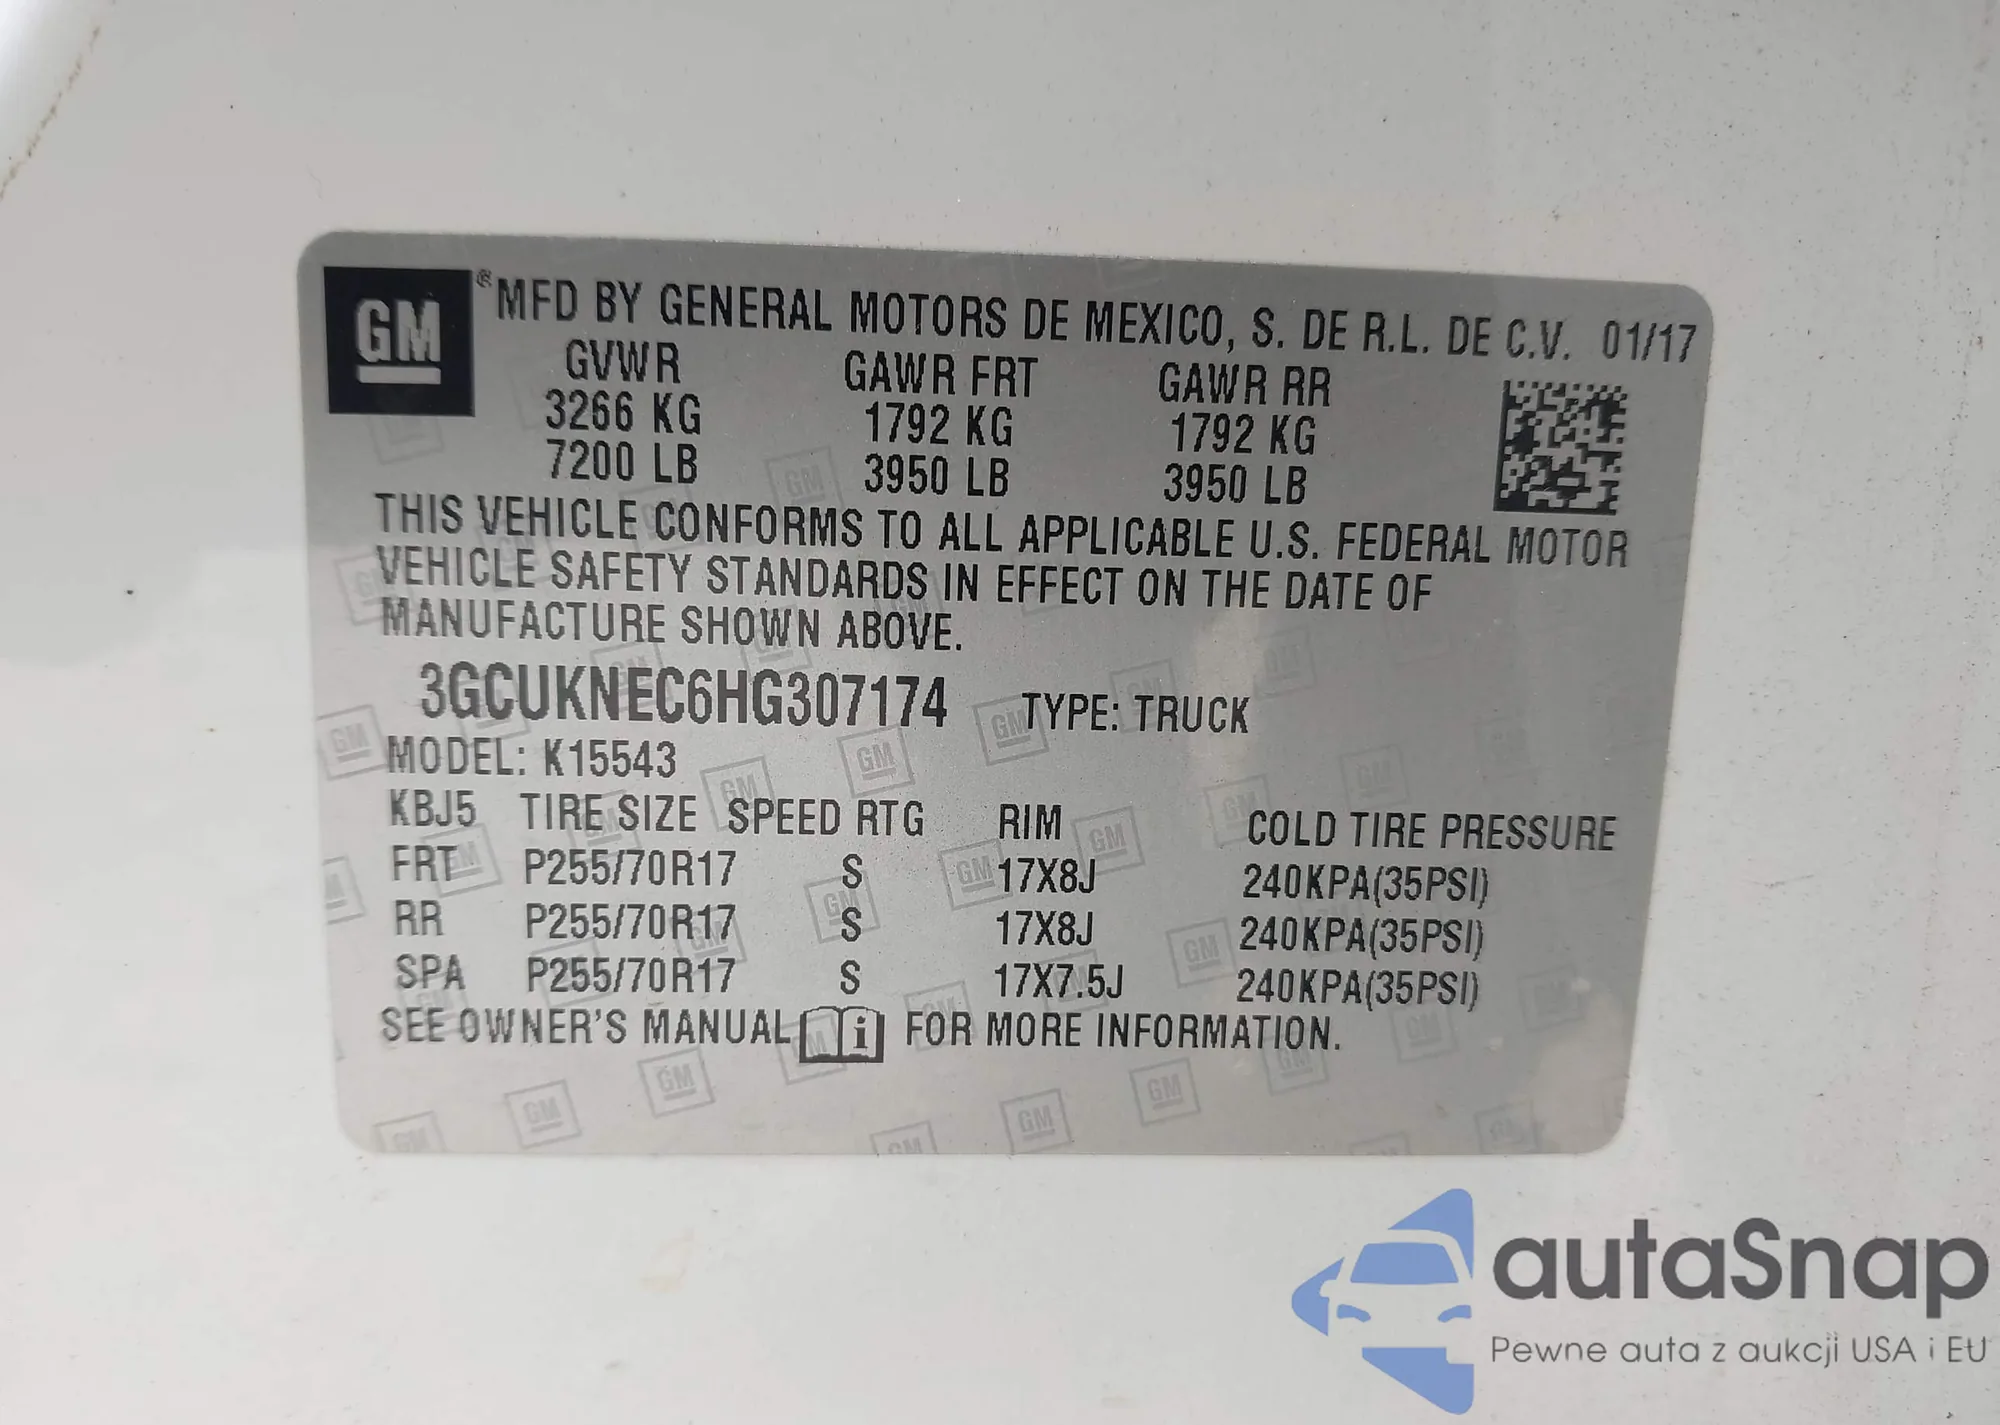 GM ® MFD BY GENERAL MOTORS DE MEXICO, S. DE R.L. DE C.V. 01/17
GVWR GAWR FRT GAWR RR
3266 KG 1792 KG 1792 KG
7200 LB 3950 LB 3950 LB
THIS VEHICLE CONFORMS TO ALL APPLICABLE U.S. FEDERAL MOTOR
VEHICLE SAFETY STANDARDS IN EFFECT ON THE DATE OF
MANUFACTURE SHOWN ABOVE.
3GCUKNEC6HG307174 TYPE: TRUCK
MODEL: K15543
KBJ5 TIRE SIZE SPEED RTG RIM COLD TIRE PRESSURE
FRT P255/70R17 S 17X8J 240KPA(35PSI)
RR P255/70R17 S 17X8J 240KPA(35PSI)
SPA P255/70R17 S 17X7.5J 240KPA(35PSI)
SEE OWNER'S MANUAL i FOR MORE INFORMATION.
autaSnap
Pewne auta z aukcji USA i EU